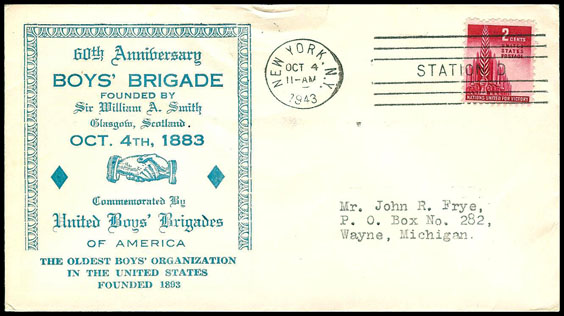 60th Anniversary
BOYS' BRIGADE
FOUNDED BY
Sir William A. Smith
Glasgow, Scotland.
OCT. 4TH, 1883
Commemorated By
United Boys' Brigades
OF AMERICA
THE OLDEST BOYS' ORGANIZATION
IN THE UNITED STATES
FOUNDED 1893
NEW YORK, N.Y.
OCT 4
11-AM
1943
STATION D
2 CENTS
UNITED
STATES
POSTAGE
NATIONS UNITED FOR VICTORY
Mr. John R. Frye,
P. O. Box No. 282,
Wayne, Michigan.